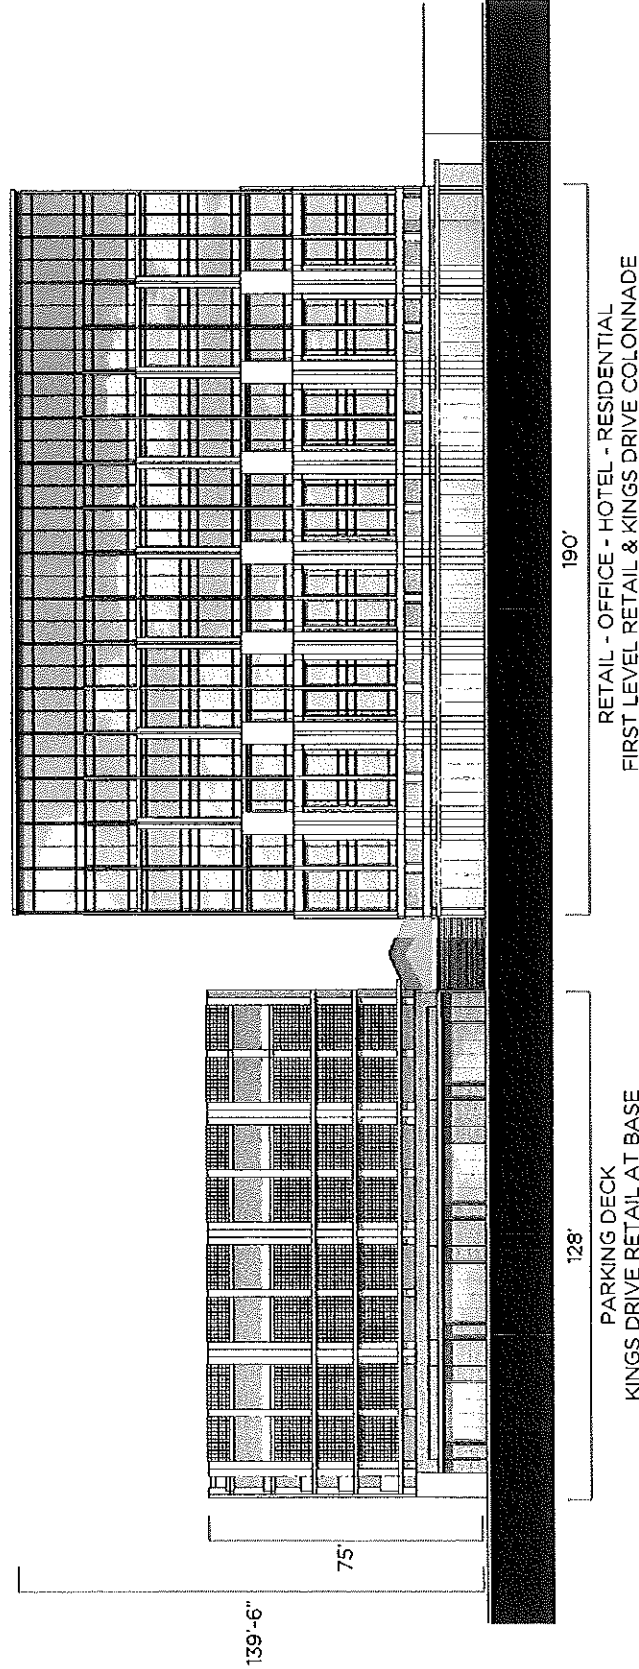 139'-6"
75'
128'
PARKING DECK
KINGS DRIVE RETAIL AT BASE
190'
RETAIL - OFFICE - HOTEL - RESIDENTIAL
FIRST LEVEL RETAIL & KINGS DRIVE COLONNADE